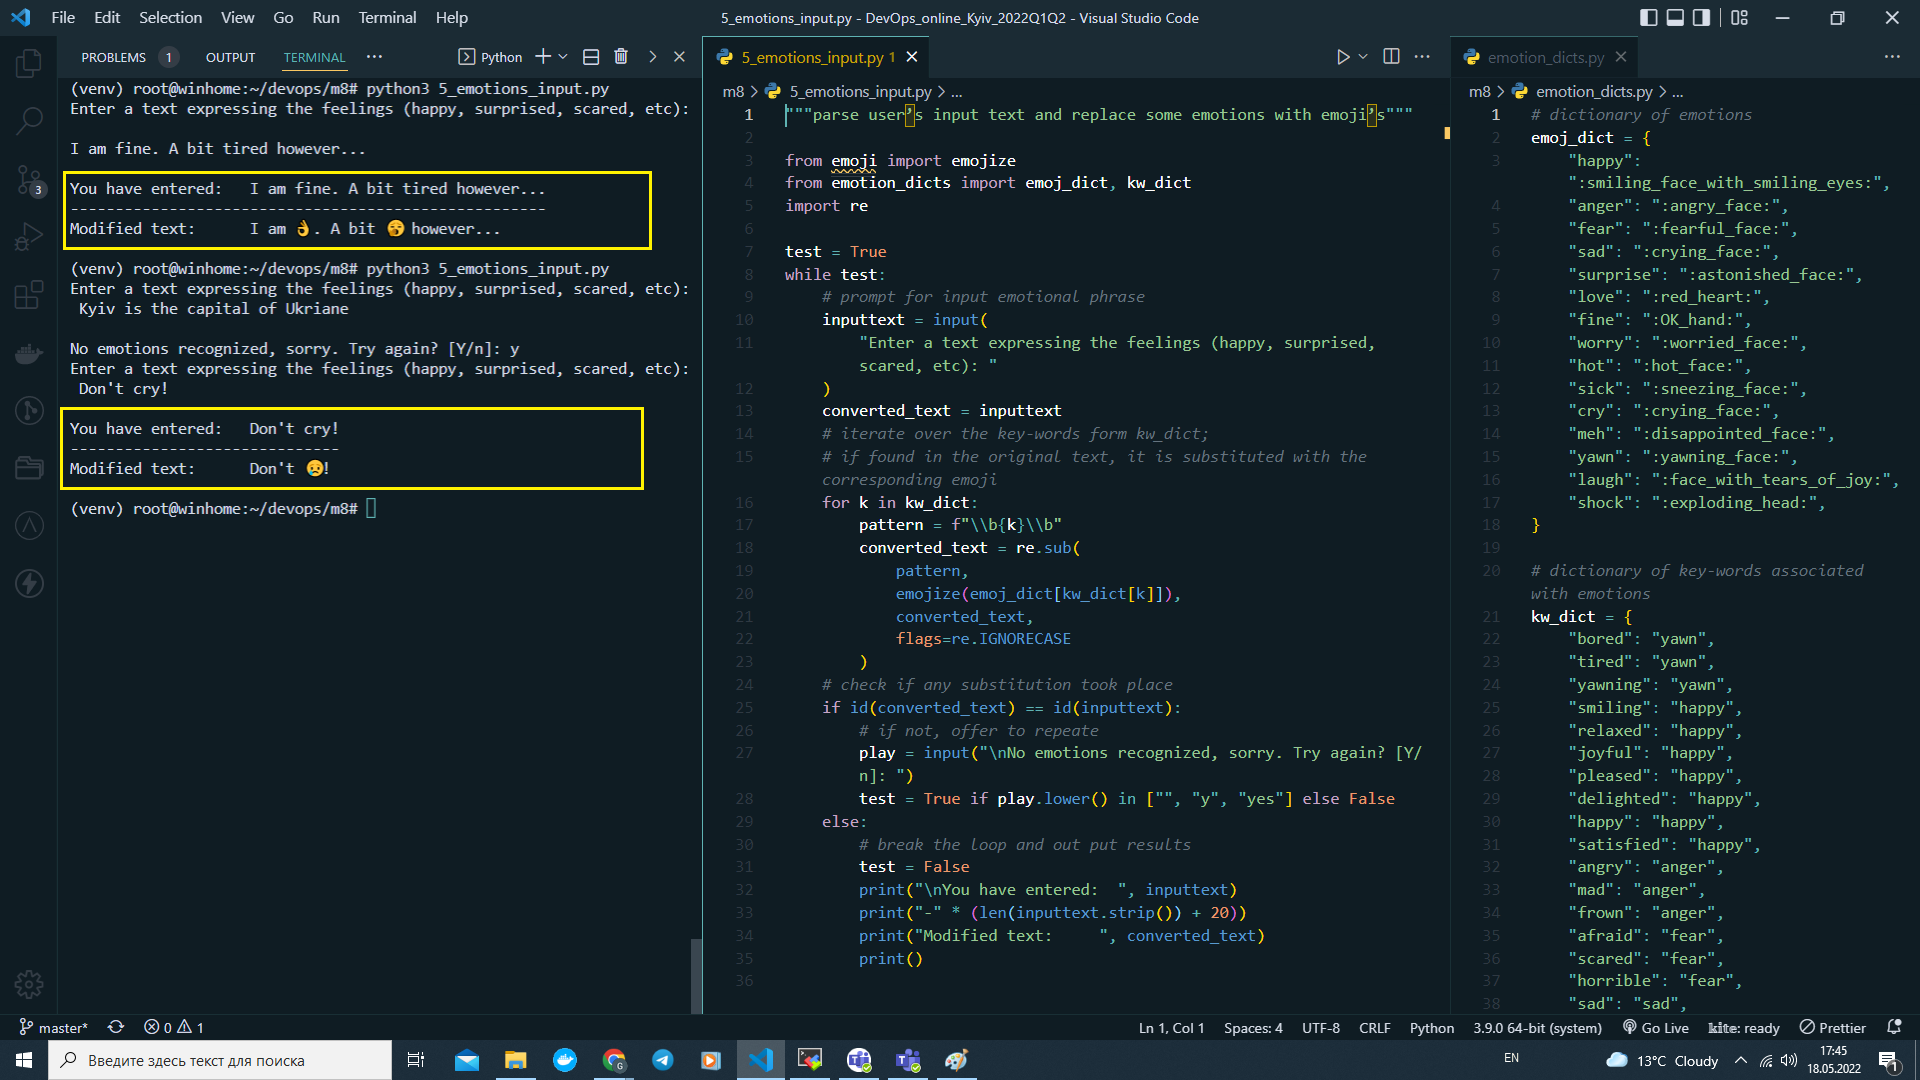 File Edit Selection View Go Run Terminal Help
5_emotions_input.py - DevOps_online_Kyiv_2022Q1Q2 - Visual Studio Code
PROBLEMS 1 OUTPUT TERMINAL ··· Python
(venv) root@winhome:~/devops/m8# python3 5_emotions_input.py
Enter a text expressing the feelings (happy, surprised, scared, etc):
I am fine. A bit tired however...
You have entered:   I am fine. A bit tired however...
-----------------------------------------------------
Modified text:      I am 👌. A bit 🥱 however...
(venv) root@winhome:~/devops/m8# python3 5_emotions_input.py
Enter a text expressing the feelings (happy, surprised, scared, etc):
 Kyiv is the capital of Ukriane
No emotions recognized, sorry. Try again? [Y/n]: y
Enter a text expressing the feelings (happy, surprised, scared, etc):
 Don't cry!
You have entered:   Don't cry!
------------------------------
Modified text:      Don't 😢!
(venv) root@winhome:~/devops/m8#
3
5_emotions_input.py 1
m8 > 5_emotions_input.py > ...
1 """parse user’s input text and replace some emotions with emoji’s"""
2
3 from emoji import emojize
4 from emotion_dicts import emoj_dict, kw_dict
5 import re
6
7 test = True
8 while test:
9     # prompt for input emotional phrase
10     inputtext = input(
11         "Enter a text expressing the feelings (happy, surprised,
scared, etc): "
12     )
13     converted_text = inputtext
14     # iterate over the key-words form kw_dict;
15     # if found in the original text, it is substituted with the
corresponding emoji
16     for k in kw_dict:
17         pattern = f"\\b{k}\\b"
18         converted_text = re.sub(
19             pattern,
20             emojize(emoj_dict[kw_dict[k]]),
21             converted_text,
22             flags=re.IGNORECASE
23         )
24     # check if any substitution took place
25     if id(converted_text) == id(inputtext):
26         # if not, offer to repeate
27         play = input("\nNo emotions recognized, sorry. Try again? [Y/
n]: ")
28         test = True if play.lower() in ["", "y", "yes"] else False
29     else:
30         # break the loop and out put results
31         test = False
32         print("\nYou have entered:  ", inputtext)
33         print("-" * (len(inputtext.strip()) + 20))
34         print("Modified text:     ", converted_text)
35         print()
36
emotion_dicts.py
m8 > emotion_dicts.py > ...
1 # dictionary of emotions
2 emoj_dict = {
3     "happy":
":smiling_face_with_smiling_eyes:",
4     "anger": ":angry_face:",
5     "fear": ":fearful_face:",
6     "sad": ":crying_face:",
7     "surprise": ":astonished_face:",
8     "love": ":red_heart:",
9     "fine": ":OK_hand:",
10     "worry": ":worried_face:",
11     "hot": ":hot_face:",
12     "sick": ":sneezing_face:",
13     "cry": ":crying_face:",
14     "meh": ":disappointed_face:",
15     "yawn": ":yawning_face:",
16     "laugh": ":face_with_tears_of_joy:",
17     "shock": ":exploding_head:",
18 }
19
20 # dictionary of key-words associated
with emotions
21 kw_dict = {
22     "bored": "yawn",
23     "tired": "yawn",
24     "yawning": "yawn",
25     "smiling": "happy",
26     "relaxed": "happy",
27     "joyful": "happy",
28     "pleased": "happy",
29     "delighted": "happy",
30     "happy": "happy",
31     "satisfied": "happy",
32     "angry": "anger",
33     "mad": "anger",
34     "frown": "anger",
35     "afraid": "fear",
36     "scared": "fear",
37     "horrible": "fear",
38     "sad": "sad",
master* 0 1 Ln 1, Col 1 Spaces: 4 UTF-8 CRLF Python 3.9.0 64-bit (system) Go Live kite: ready Prettier
Введите здесь текст для поиска EN 13°C Cloudy 17:45
18.05.2022 1